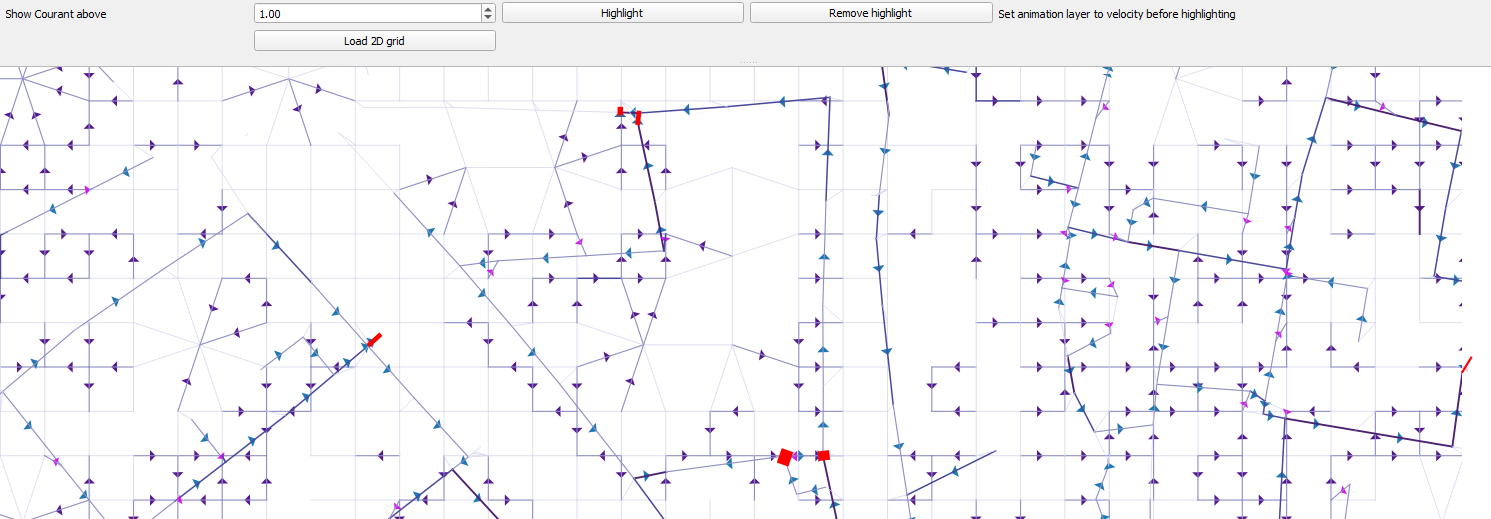 Show Courant above
1.00
Highlight
Remove highlight
Set animation layer to velocity before highlighting
Load 2D grid